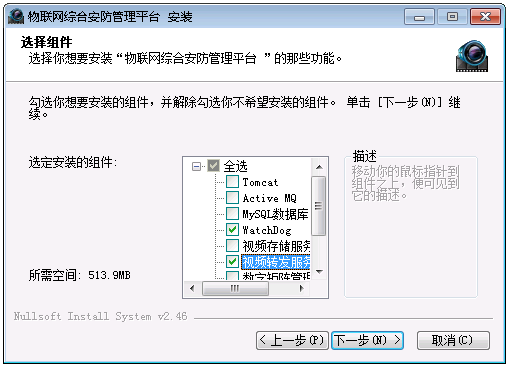 物联网综合安防管理平台 安装
选择组件
选择你想要安装“物联网综合安防管理平台 ”的那些功能。
勾选你想要安装的组件，并解除勾选你不希望安装的组件。 单击 [下一步(N)] 继
续。
选定安装的组件:
全选
Tomcat
Active MQ
MySQL数据库
WatchDog
视频存储服务
视频转发服务
数字矩阵管理
描述
移动你的鼠标指针到
组件之上，便可见到
它的描述。
所需空间: 513.9MB
Nullsoft Install System v2.46
< 上一步(P)
下一步(N) >
取消(C)